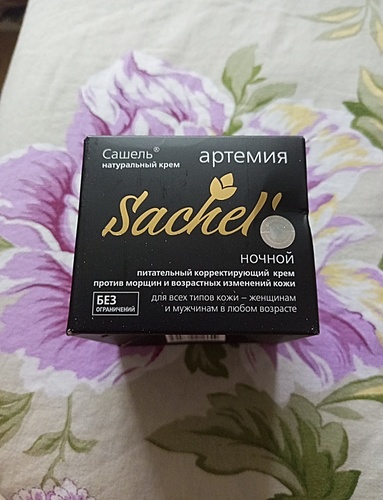 Сашель®
натуральный крем
артемия
Sachel'
ночной
питательный корректирующий крем
против морщин и возрастных изменений кожи
БЕЗ
ОГРАНИЧЕНИЙ
для всех типов кожи – женщинам
и мужчинам в любом возрасте